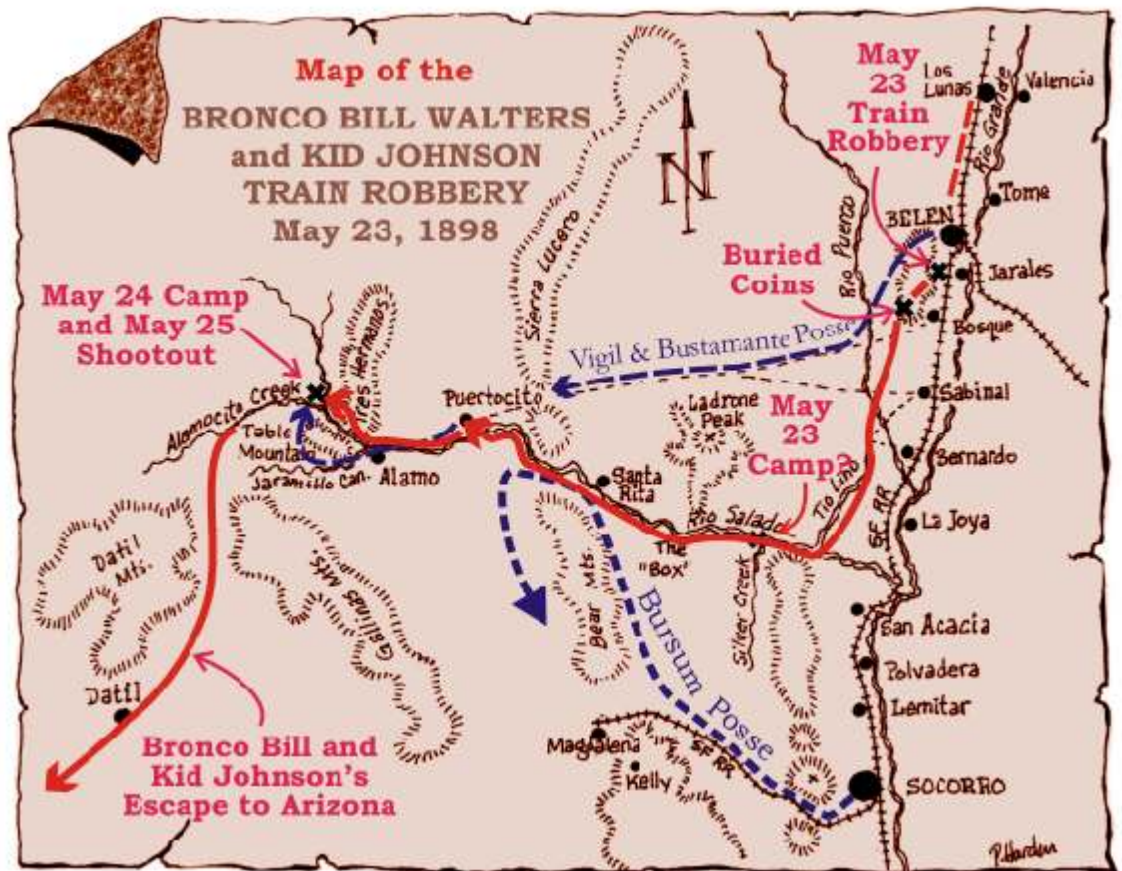 Map of the
BRONCO BILL WALTERS
and KID JOHNSON
TRAIN ROBBERY
May 23, 1898
May
23
Train
Robbery
Los
Lunas
Valencia
Rio Grande
Tome
BELEN
Jarales
Bosque
Buried
Coins
Rio Puerco
N
Sierra Lucero
May 24 Camp
and May 25
Shootout
Vigil & Bustamante Posse
Sabinal
Bernardo
La Joya
Tres Hermanos
Puertocito
Alamocito Creek
Table
Mountain
Jaramillo Can.
Alamo
Ladrone
Peak
May
23
Camp?
Santa
Rita
Rio Salado
Tio Lino
SF RR
The
"Box"
Silver Creek
Datil
Mts.
Gallinas Mts.
Bear Mts.
Bursum Posse
San Acacia
Polvadera
Lemitar
Datil
Magdalena
Kelly
SF RR
SOCORRO
Bronco Bill and
Kid Johnson's
Escape to Arizona
P. Harden